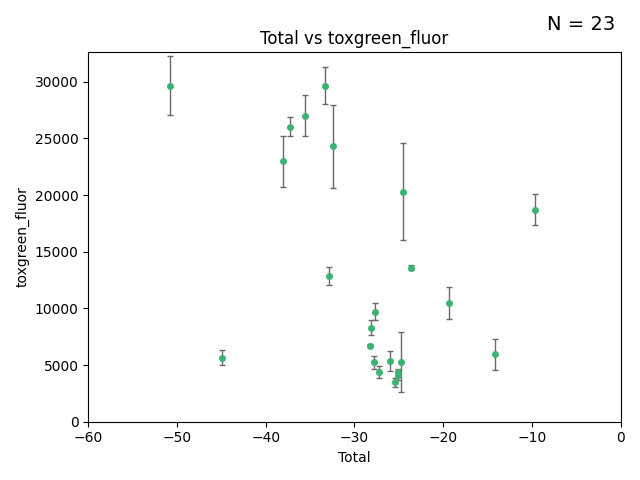 N = 23
Total vs toxgreen_fluor
toxgreen_fluor
30000
25000
20000
15000
10000
5000
0
−60 −50 −40 −30 −20 −10 0
Total